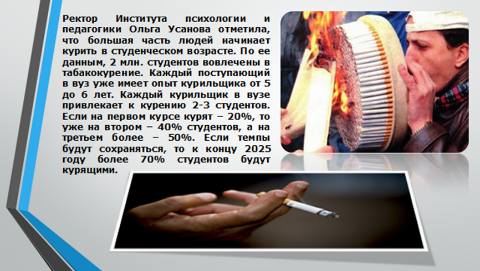 Ректор Института психологии и
педагогики Ольга Усанова отметила,
что большая часть людей начинает
курить в студенческом возрасте. По ее
данным, 2 млн. студентов вовлечены в
табакокурение. Каждый поступающий
в вуз уже имеет опыт курильщика от 5
до 6 лет. Каждый курильщик в вузе
привлекает к курению 2-3 студентов.
Если на первом курсе курят – 20%, то
уже на втором – 40% студентов, а на
третьем более – 50%. Если темпы
будут сохраняться, то к концу 2025
году более 70% студентов будут
курящими.